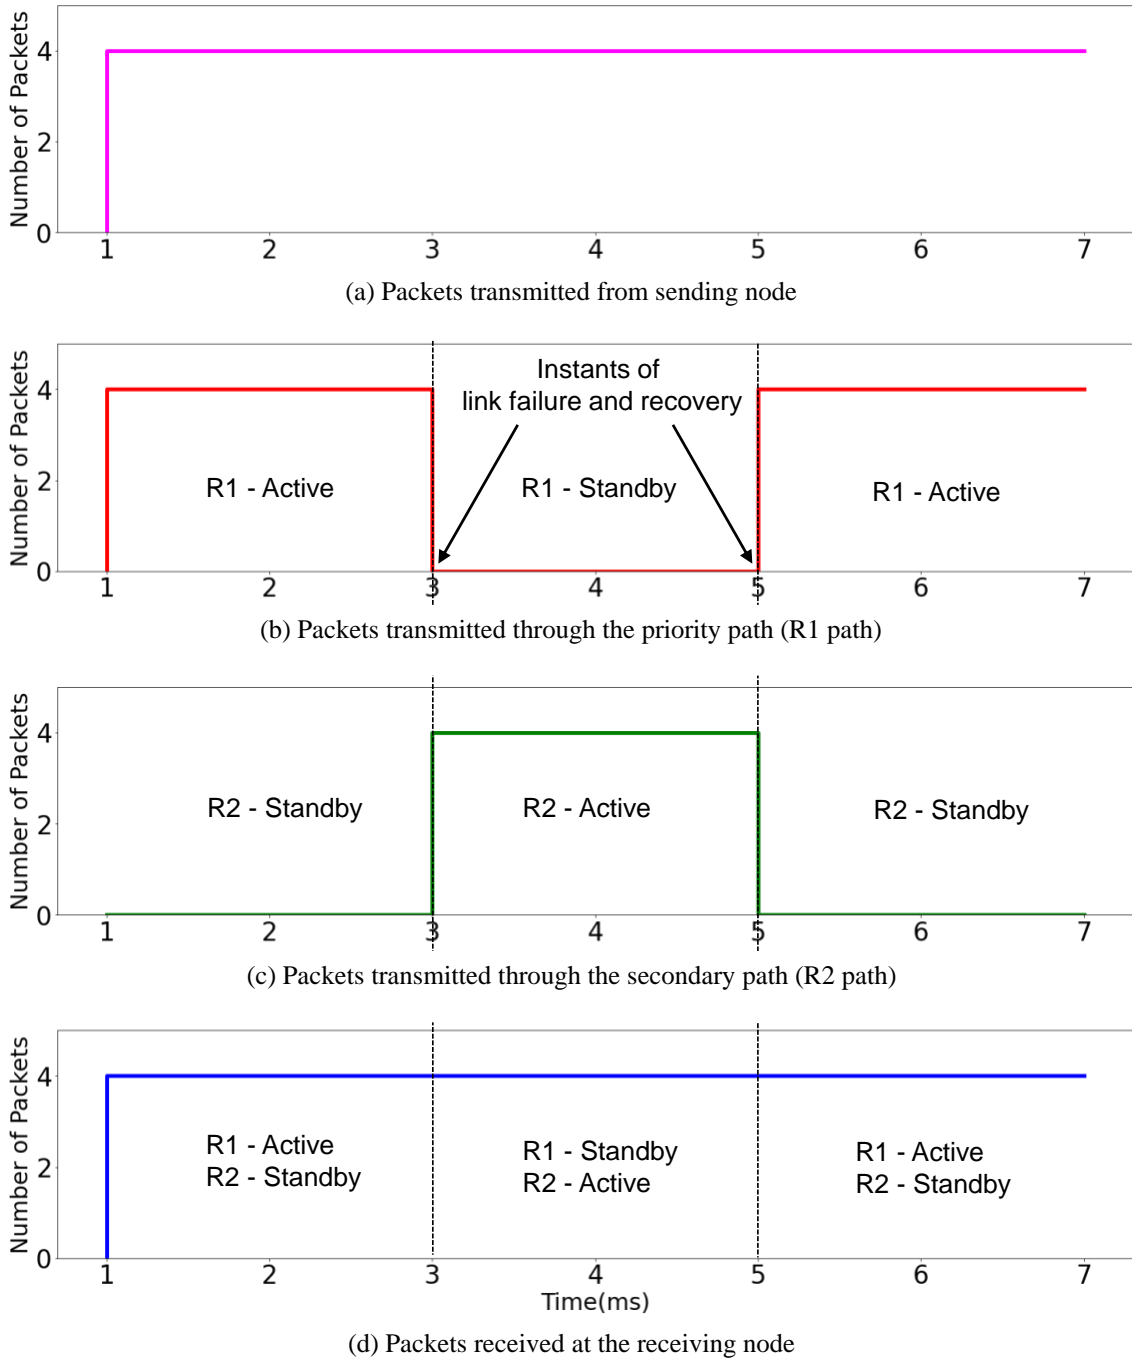 Number of Packets
4
2
0
1 2 3 4 5 6 7
(a) Packets transmitted from sending node
Number of Packets
4
2
0
Instants of
link failure and recovery
R1 - Active R1 - Standby R1 - Active
1 2 3 4 5 6 7
(b) Packets transmitted through the priority path (R1 path)
Number of Packets
4
2
0
R2 - Standby R2 - Active R2 - Standby
1 2 3 4 5 6 7
(c) Packets transmitted through the secondary path (R2 path)
Number of Packets
4
2
0
R1 - Active R1 - Standby R1 - Active
R2 - Standby R2 - Active R2 - Standby
1 2 3 4 5 6 7
Time(ms)
(d) Packets received at the receiving node